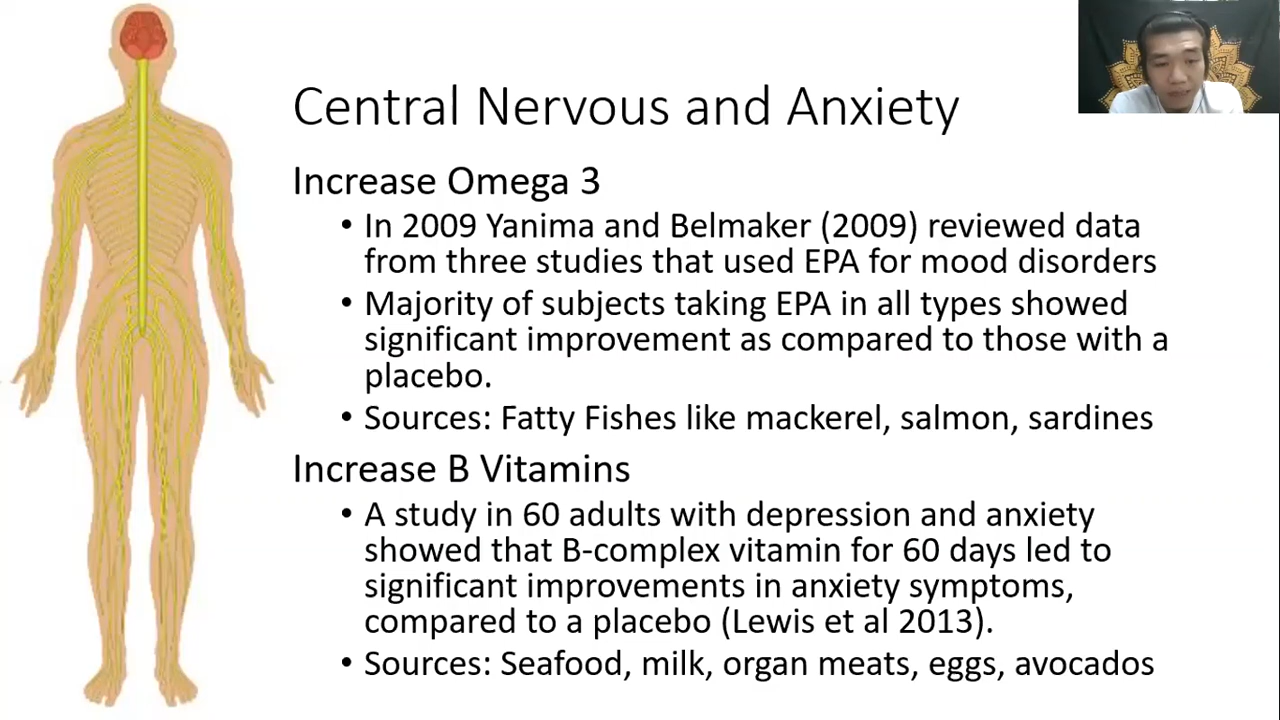 Central Nervous and Anxiety
Increase Omega 3
• In 2009 Yanima and Belmaker (2009) reviewed data
from three studies that used EPA for mood disorders
• Majority of subjects taking EPA in all types showed
significant improvement as compared to those with a
placebo.
• Sources: Fatty Fishes like mackerel, salmon, sardines
Increase B Vitamins
• A study in 60 adults with depression and anxiety
showed that B-complex vitamin for 60 days led to
significant improvements in anxiety symptoms,
compared to a placebo (Lewis et al 2013).
• Sources: Seafood, milk, organ meats, eggs, avocados